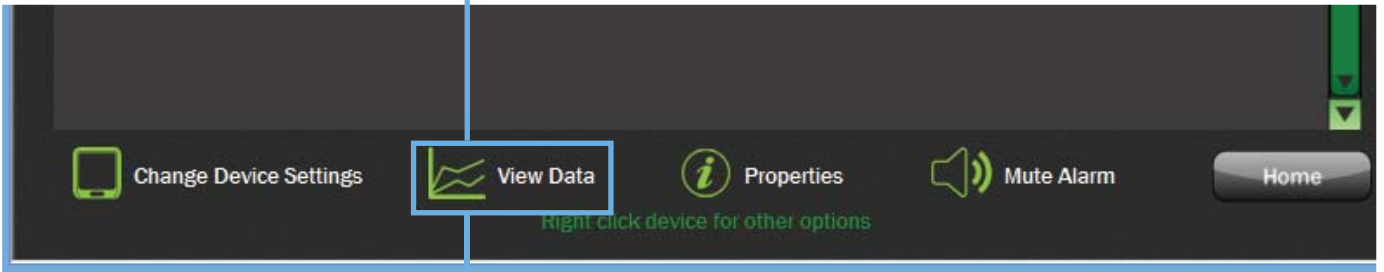 Change Device Settings View Data Properties Mute Alarm Home
Right click device for other options